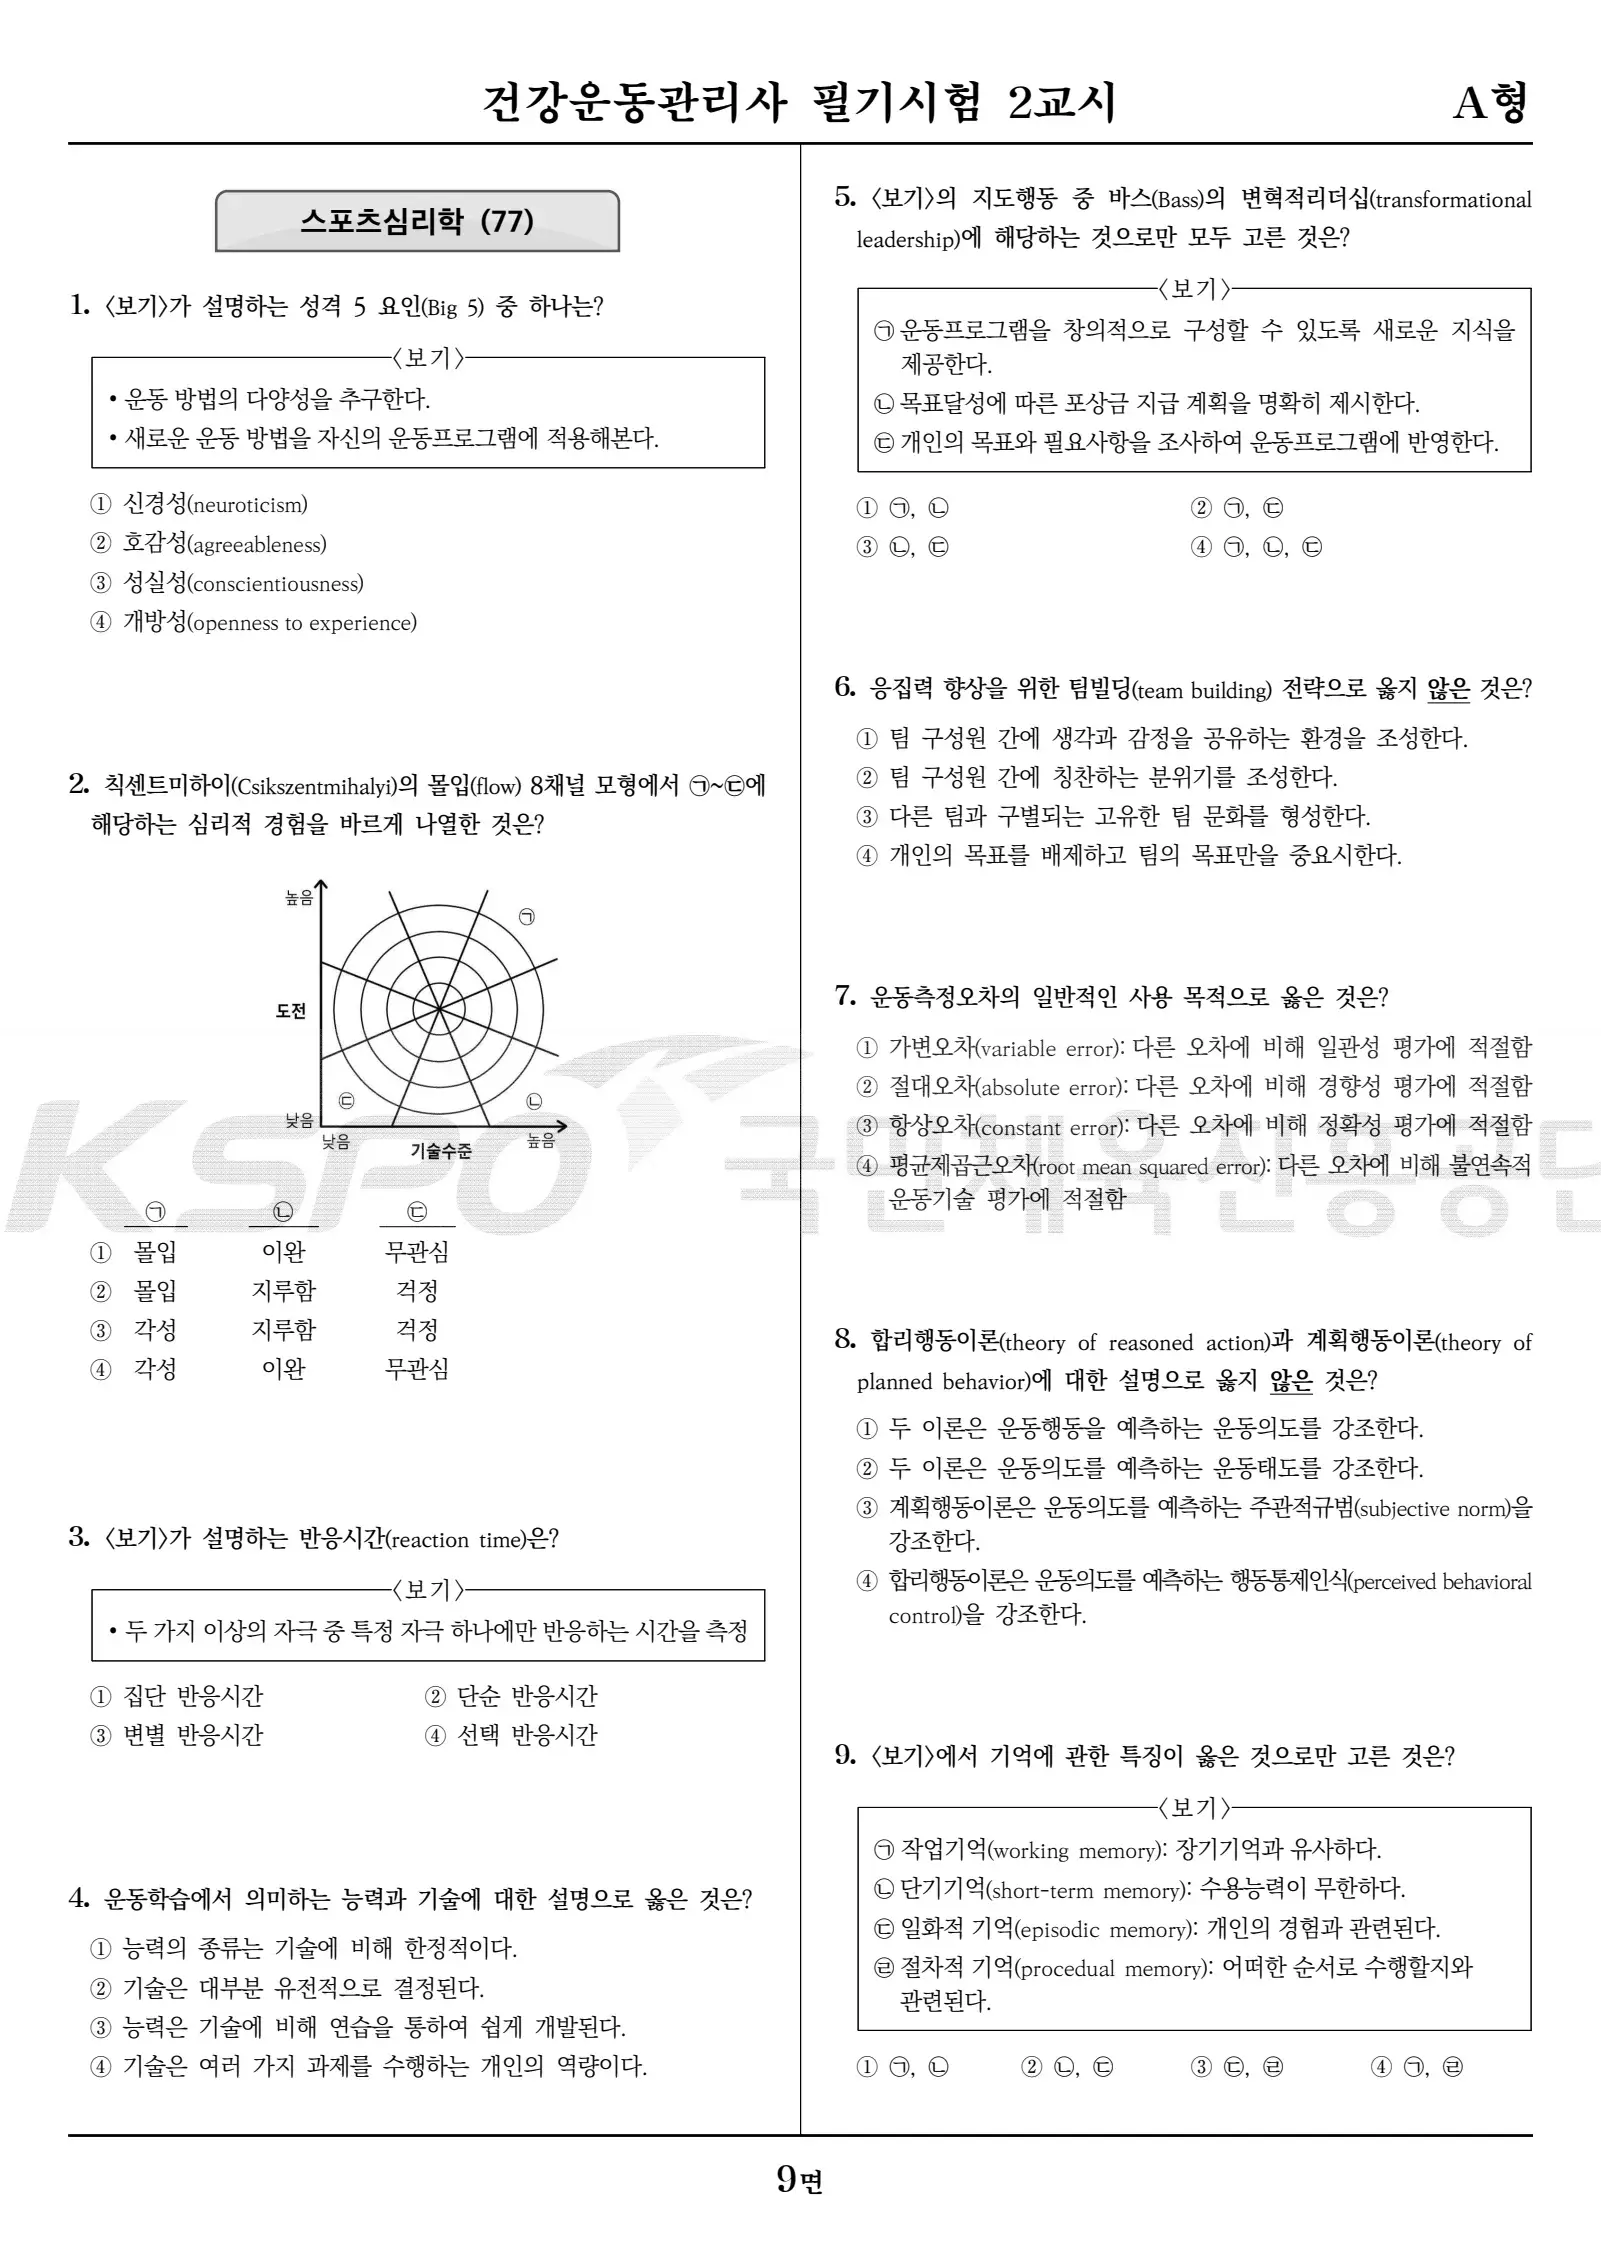 건강운동관리사 필기시험 2교시
A형
스포츠심리학 (77)
1. 〈보기〉가 설명하는 성격 5 요인(Big 5) 중 하나는?
〈보기〉
• 운동 방법의 다양성을 추구한다.
• 새로운 운동 방법을 자신의 운동프로그램에 적용해본다.
① 신경성(neuroticism)
② 호감성(agreeableness)
③ 성실성(conscientiousness)
④ 개방성(openness to experience)
2. 칙센트미하이(Csikszentmihalyi)의 몰입(flow) 8채널 모형에서 ㉠~㉢에
해당하는 심리적 경험을 바르게 나열한 것은?
높음
㉠
도전
㉢
㉡
낮음
낮음
기술수준
높음
㉠ ㉡ ㉢
① 몰입 이완 무관심
② 몰입 지루함 걱정
③ 각성 지루함 걱정
④ 각성 이완 무관심
3. 〈보기〉가 설명하는 반응시간(reaction time)은?
〈보기〉
• 두 가지 이상의 자극 중 특정 자극 하나에만 반응하는 시간을 측정
① 집단 반응시간 ② 단순 반응시간
③ 변별 반응시간 ④ 선택 반응시간
4. 운동학습에서 의미하는 능력과 기술에 대한 설명으로 옳은 것은?
① 능력의 종류는 기술에 비해 한정적이다.
② 기술은 대부분 유전적으로 결정된다.
③ 능력은 기술에 비해 연습을 통하여 쉽게 개발된다.
④ 기술은 여러 가지 과제를 수행하는 개인의 역량이다.
5. 〈보기〉의 지도행동 중 바스(Bass)의 변혁적리더십(transformational
leadership)에 해당하는 것으로만 모두 고른 것은?
〈보기〉
㉠ 운동프로그램을 창의적으로 구성할 수 있도록 새로운 지식을
제공한다.
㉡ 목표달성에 따른 포상금 지급 계획을 명확히 제시한다.
㉢ 개인의 목표와 필요사항을 조사하여 운동프로그램에 반영한다.
① ㉠, ㉡ ② ㉠, ㉢
③ ㉡, ㉢ ④ ㉠, ㉡, ㉢
6. 응집력 향상을 위한 팀빌딩(team building) 전략으로 옳지 않은 것은?
① 팀 구성원 간에 생각과 감정을 공유하는 환경을 조성한다.
② 팀 구성원 간에 칭찬하는 분위기를 조성한다.
③ 다른 팀과 구별되는 고유한 팀 문화를 형성한다.
④ 개인의 목표를 배제하고 팀의 목표만을 중요시한다.
7. 운동측정오차의 일반적인 사용 목적으로 옳은 것은?
① 가변오차(variable error): 다른 오차에 비해 일관성 평가에 적절함
② 절대오차(absolute error): 다른 오차에 비해 경향성 평가에 적절함
③ 항상오차(constant error): 다른 오차에 비해 정확성 평가에 적절함
④ 평균제곱근오차(root mean squared error): 다른 오차에 비해 불연속적
운동기술 평가에 적절함
8. 합리행동이론(theory of reasoned action)과 계획행동이론(theory of
planned behavior)에 대한 설명으로 옳지 않은 것은?
① 두 이론은 운동행동을 예측하는 운동의도를 강조한다.
② 두 이론은 운동의도를 예측하는 운동태도를 강조한다.
③ 계획행동이론은 운동의도를 예측하는 주관적규범(subjective norm)을
강조한다.
④ 합리행동이론은 운동의도를 예측하는 행동통제인식(perceived behavioral
control)을 강조한다.
9. 〈보기〉에서 기억에 관한 특징이 옳은 것으로만 고른 것은?
〈보기〉
㉠ 작업기억(working memory): 장기기억과 유사하다.
㉡ 단기기억(short-term memory): 수용능력이 무한하다.
㉢ 일화적 기억(episodic memory): 개인의 경험과 관련된다.
㉣ 절차적 기억(procedual memory): 어떠한 순서로 수행할지와
관련된다.
① ㉠, ㉡ ② ㉡, ㉢ ③ ㉢, ㉣ ④ ㉠, ㉣
KSPO 국민체육진흥공단
9면